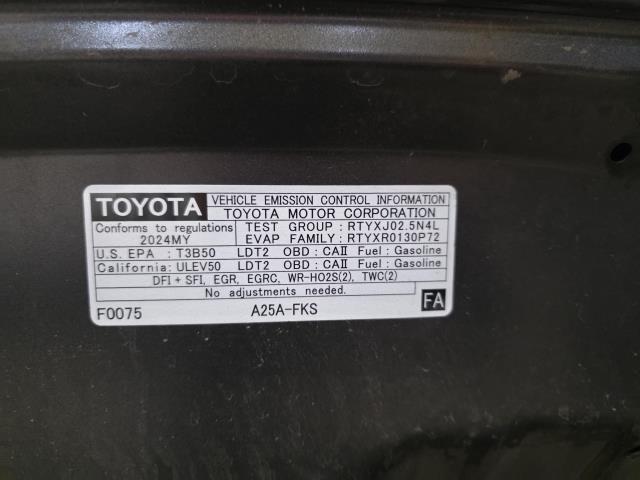 TOYOTA VEHICLE EMISSION CONTROL INFORMATION
TOYOTA MOTOR CORPORATION
Conforms to regulations TEST GROUP : RTYXJ02.5N4L
2024MY EVAP FAMILY : RTYXR0130P72
U.S. EPA : T3B50 LDT2 OBD : CAⅡ Fuel : Gasoline
California: ULEV50 LDT2 OBD : CAⅡ Fuel : Gasoline
DFI + SFI, EGR, EGRC, WR-HO2S(2), TWC(2)
No adjustments needed.
F0075 A25A-FKS FA